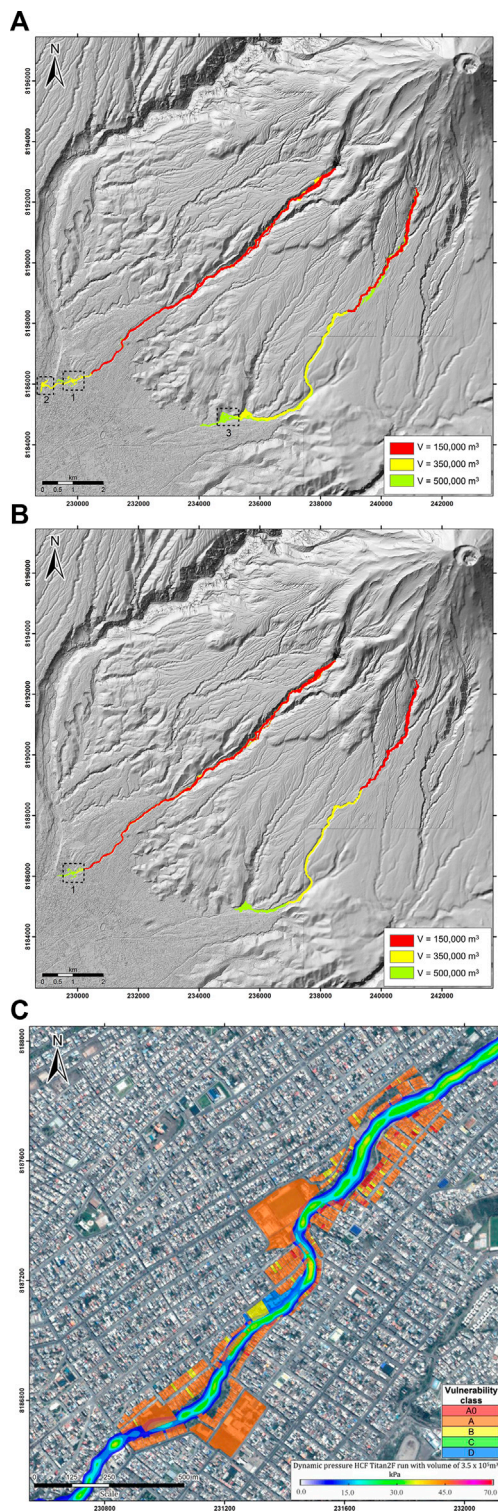 A
N
8196000
8194000
8192000
8190000
8188000
8186000
8184000
2
1
3
V = 150,000 m³
V = 350,000 m³
V = 500,000 m³
km
0 0.5 1 2
230000 232000 234000 236000 238000 240000 242000
B
N
8196000
8194000
8192000
8190000
8188000
8186000
8184000
1
V = 150,000 m³
V = 350,000 m³
V = 500,000 m³
km
0 0.5 1 2
230000 232000 234000 236000 238000 240000 242000
C
N
8188000
8187600
8187200
8186800
Vulnerability
class
A0
A
B
C
D
0 125 250 500 m
Scale
Dynamic pressure HCF Titan2F run with volume of 3.5 x 10⁵m³
kPa
0.0 15.0 30.0 45.0 70.0
230800 231200 231600 232000